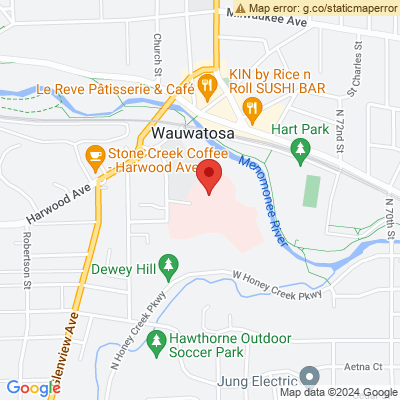 Map error: g.co/staticmaperror
Milwaukee Ave
Church St
N 72nd St
St Charles St
Le Reve Pâtisserie & Café
KIN by Rice n
Roll SUSHI BAR
Wauwatosa
Hart Park
Stone Creek Coffee
- Harwood Ave
Harwood Ave
Menomonee River
N 70th St
Robertson St
Dewey Hill
W Honey Creek Pkwy
N Honey Creek Pkwy
Glenview Ave
Hawthorne Outdoor
Soccer Park
Aetna Ct
Jung Electric
Google
Map data ©2024 Google